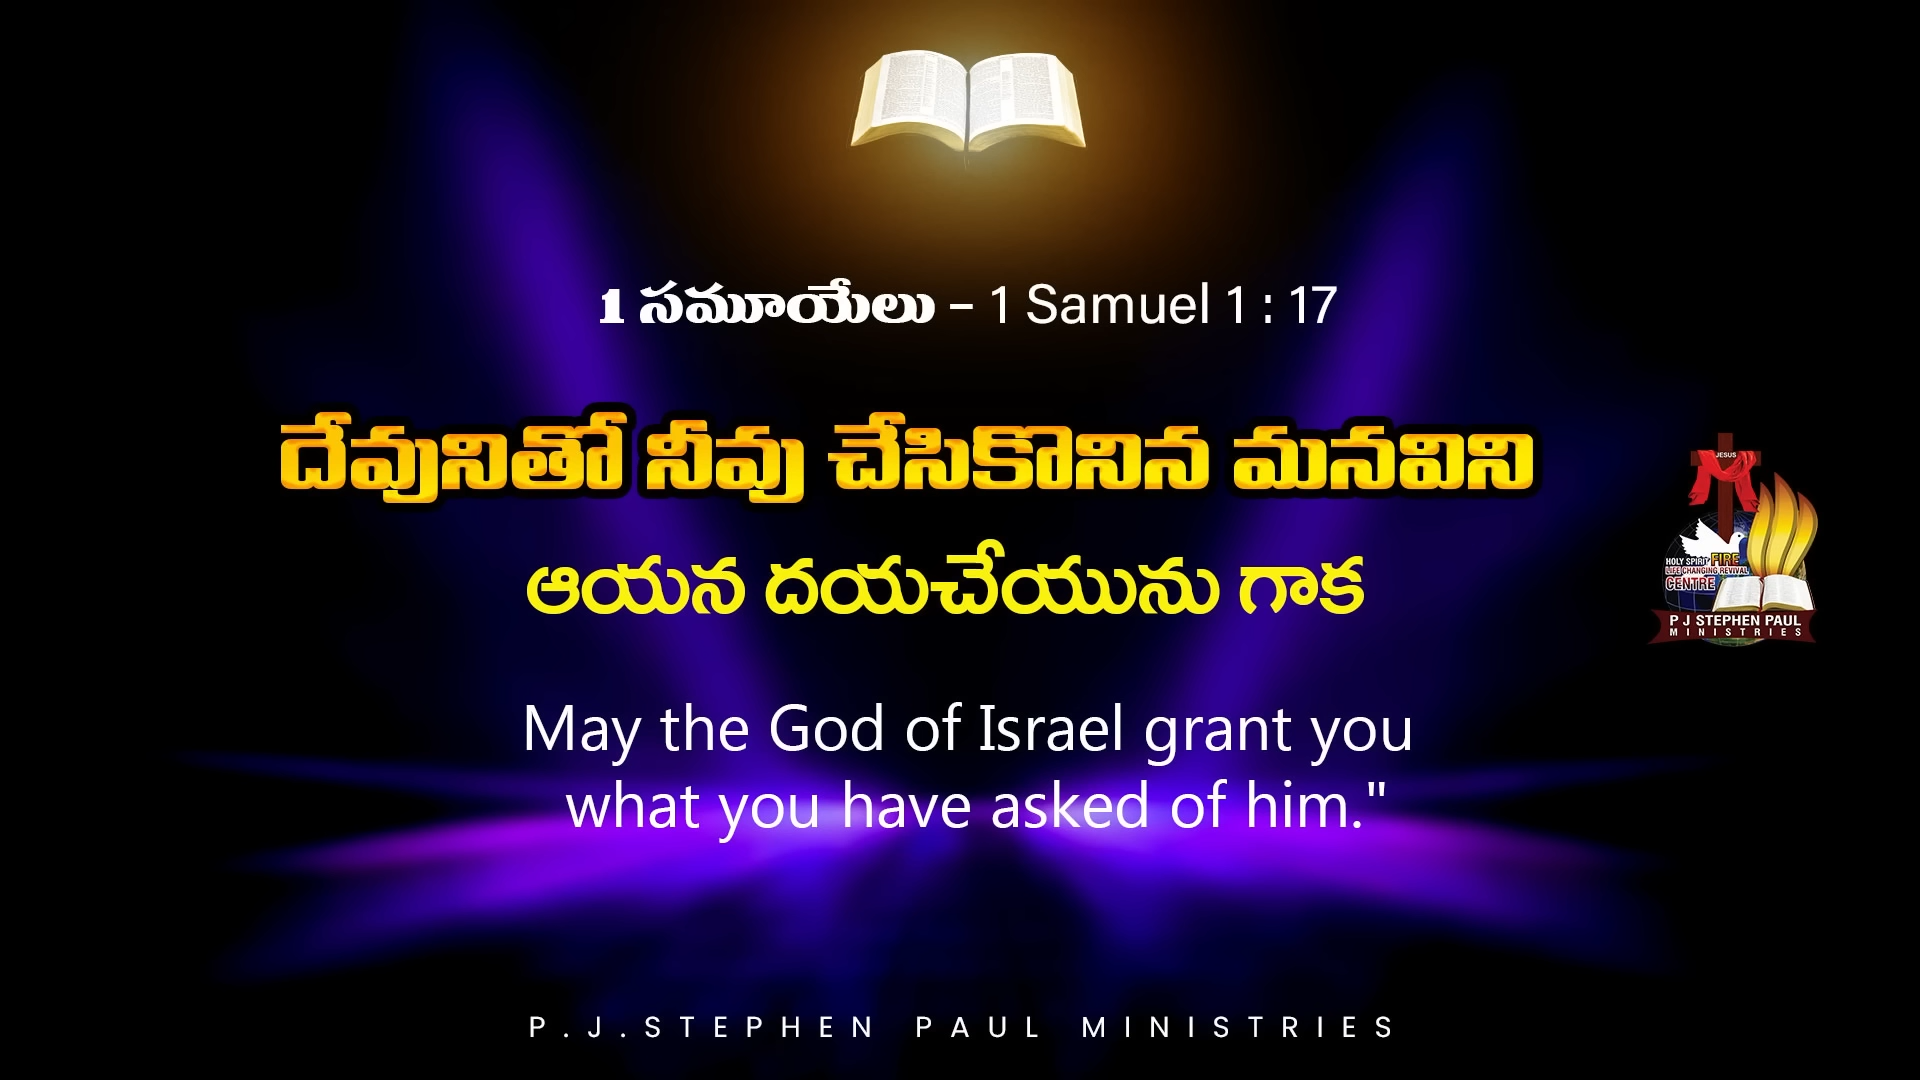 1 సమూయేలు – 1 Samuel 1 : 17
దేవునితో నీవు చేసికొనిన మనవిని
ఆయన దయచేయును గాక
JESUS
HOLY SPIRIT FIRE
LIFE CHANGING REVIVAL
CENTRE
P J STEPHEN PAUL
MINISTRIES
May the God of Israel grant you
what you have asked of him."
P.J.STEPHEN PAUL MINISTRIES